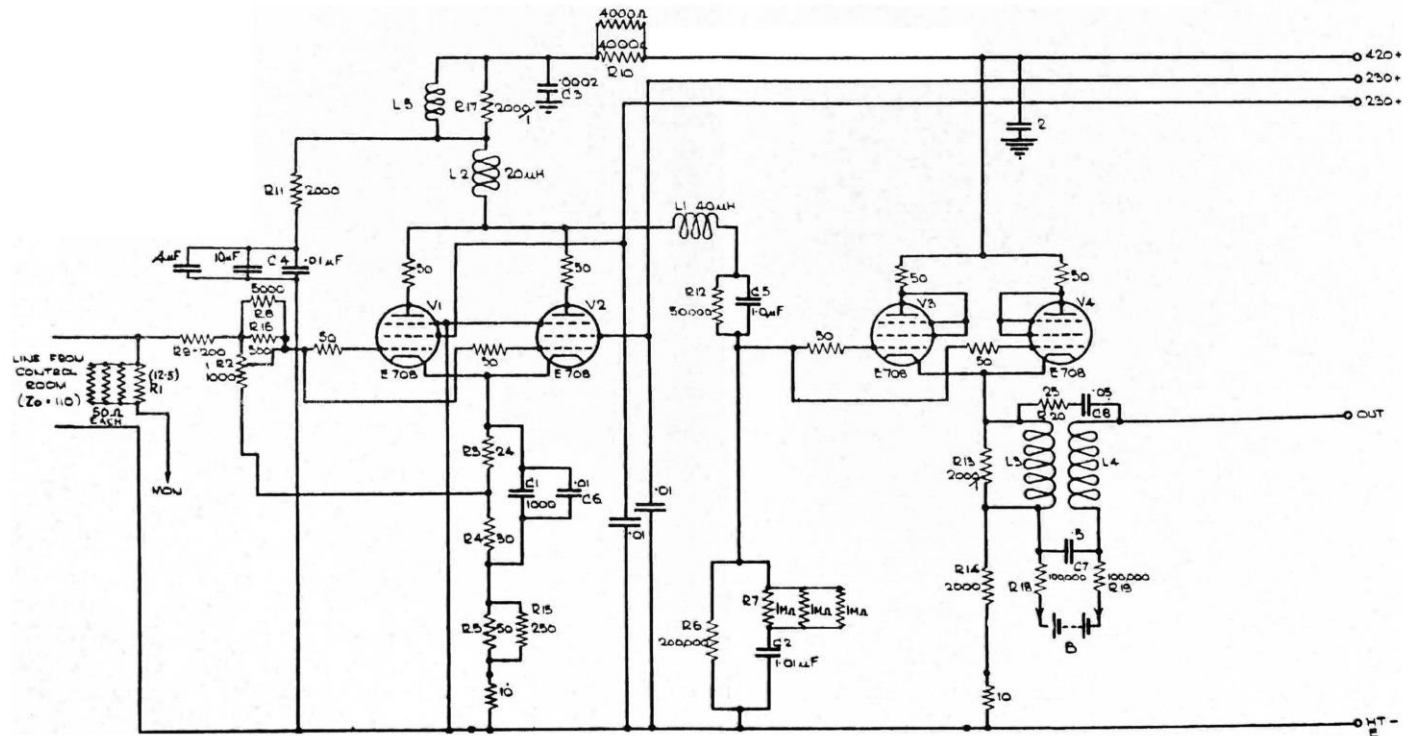 4000Ω
4000Ω
R10
420+
230+
230+
.0002
C3
L5
R17
2000
1
2
L2
20μH
R11
2000
L1 40μH
4μF
10μF
C4
.01μF
50
50
50
50
5000
R8
R16
500
V1
V2
R12
50000
C5
1.0μF
V3
V4
R9·200
50
50
50
50
LINE FROM
CONTROL
ROOM
(Zo = 110)
(12.5)
R1
50Ω
EACH
R2
1000
E708
E708
E708
E708
MON
25
R20
.05
C8
OUT
R3
24
C1
1000
.01
C6
R13
2000
1
L3
L4
.01
.01
R4
30
.5
C7
R14
2000
R18
100,000
100,000
R19
R5
50
R15
250
R6
200,000
R7
1MΩ
1MΩ
1MΩ
C2
1.01μF
B
10
10
HT-
E